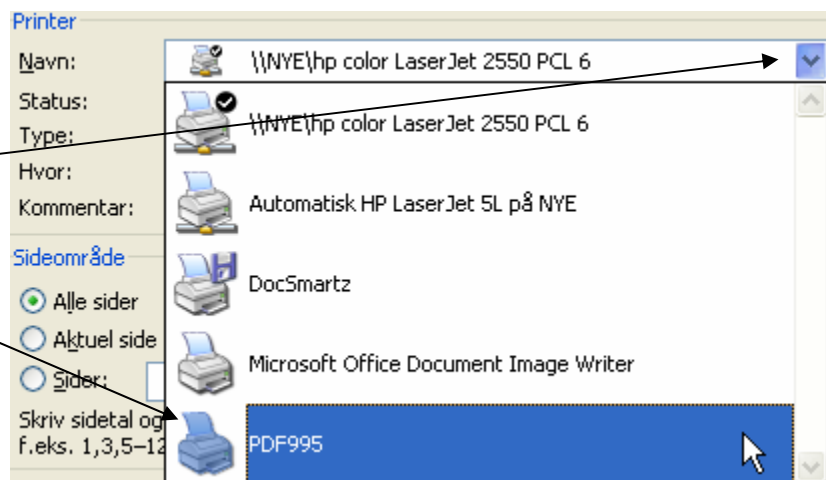 Printer
Navn:
\\NYE\hp color LaserJet 2550 PCL 6
Status:
\\NYE\hp color LaserJet 2550 PCL 6
Type:
Hvor:
Kommentar:
Automatisk HP LaserJet 5L på NYE
Sideområde
DocSmartz
Alle sider
Aktuel side
Microsoft Office Document Image Writer
Sider:
Skriv sidetal og
f.eks. 1,3,5–12
PDF995